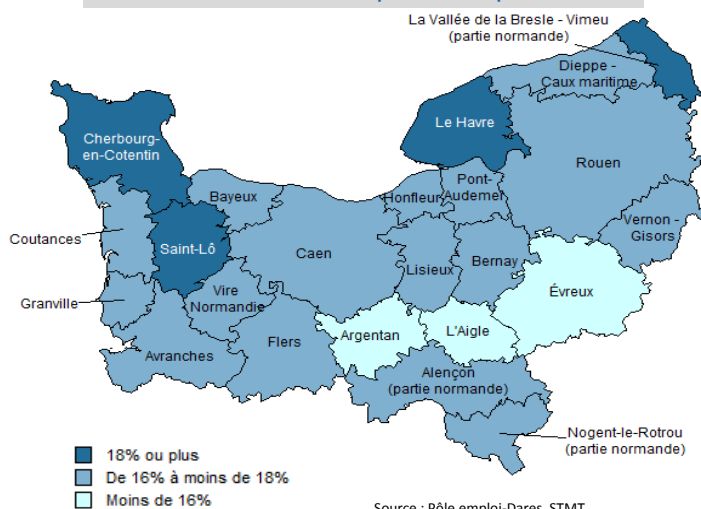 La Vallée de la Bresle - Vimeu
(partie normande)
Dieppe -
Caux maritime
Le Havre
Cherbourg-
en-Cotentin
Rouen
Pont-
Audemer
Bayeux
Honfleur
Vernon -
Gisors
Coutances
Saint-Lô
Caen
Lisieux
Bernay
Évreux
Granville
Vire
Normandie
Argentan
L'Aigle
Avranches
Flers
Alençon
(partie normande)
Nogent-le-Rotrou
(partie normande)
18% ou plus
De 16% à moins de 18%
Moins de 16%
Source : Pôle emploi-Dares, STMT